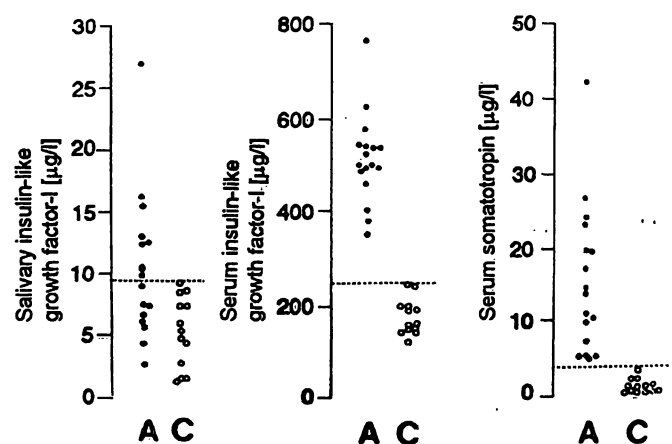 Salivary insulin-like
growth factor-I [μg/l]
30
25
20
15
10
5
0
A C
Serum insulin-like
growth factor-I [μg/l]
800
600
400
200
0
A C
Serum somatotropin [μg/l]
50
40
30
20
10
0
A C